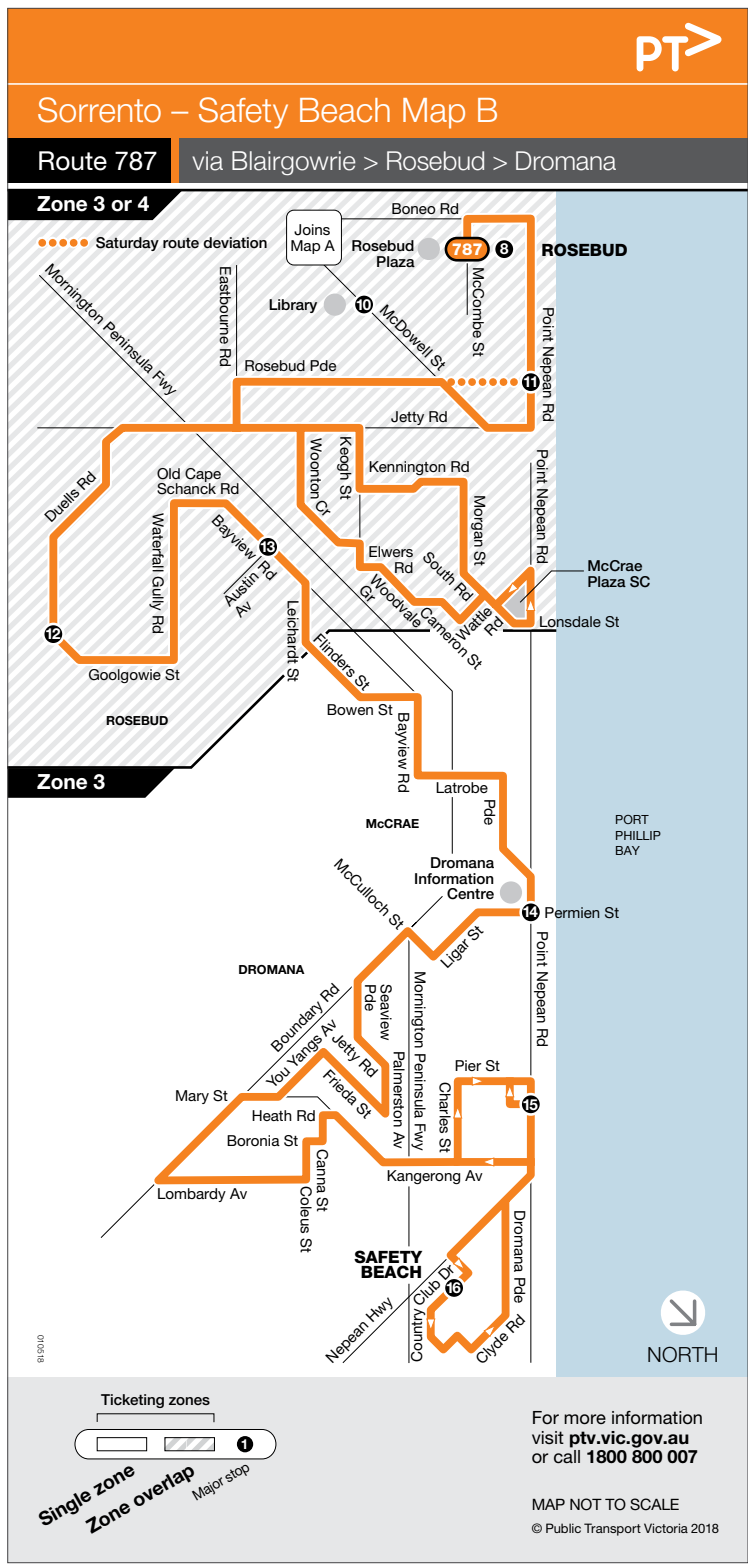 PT>
Sorrento – Safety Beach Map B
Route 787
via Blairgowrie > Rosebud > Dromana
Zone 3 or 4
Saturday route deviation
Joins
Map A
Boneo Rd
Rosebud
Plaza
787
8
ROSEBUD
Mornington Peninsula Fwy
Eastbourne Rd
Library
10
McDowell St
McCombe St
Point Nepean Rd
Rosebud Pde
11
Jetty Rd
Duells Rd
Old Cape
Schanck Rd
Woonton Cr
Keogh St
Kennington Rd
Point Nepean Rd
Waterfall Gully Rd
Bayview Rd
13
Austin
Av
Elwers
Rd
Morgan St
South Rd
McCrae
Plaza SC
Woodvale
Gr
Cameron St
Wattle
Rd
Lonsdale St
12
Goolgowie St
Leichardt St
Flinders St
ROSEBUD
Bowen St
Bayview Rd
Zone 3
Latrobe
Pde
McCRAE
PORT
PHILLIP
BAY
Dromana
Information
Centre
McCulloch St
14
Permien St
Ligar St
Point Nepean Rd
DROMANA
Boundary Rd
Seaview
Pde
Mornington Peninsula Fwy
You Yangs Av
Jetty Rd
Frieda St
Palmerston Av
Pier St
Charles St
15
Mary St
Heath Rd
Boronia St
Canna St
Coleus St
Kangerong Av
Lombardy Av
Dromana Pde
SAFETY
BEACH
Country
Club Dr
16
Nepean Hwy
Clyde Rd
NORTH
010518
Ticketing zones
1
Single zone
Zone overlap
Major stop
For more information
visit ptv.vic.gov.au
or call 1800 800 007
MAP NOT TO SCALE
© Public Transport Victoria 2018